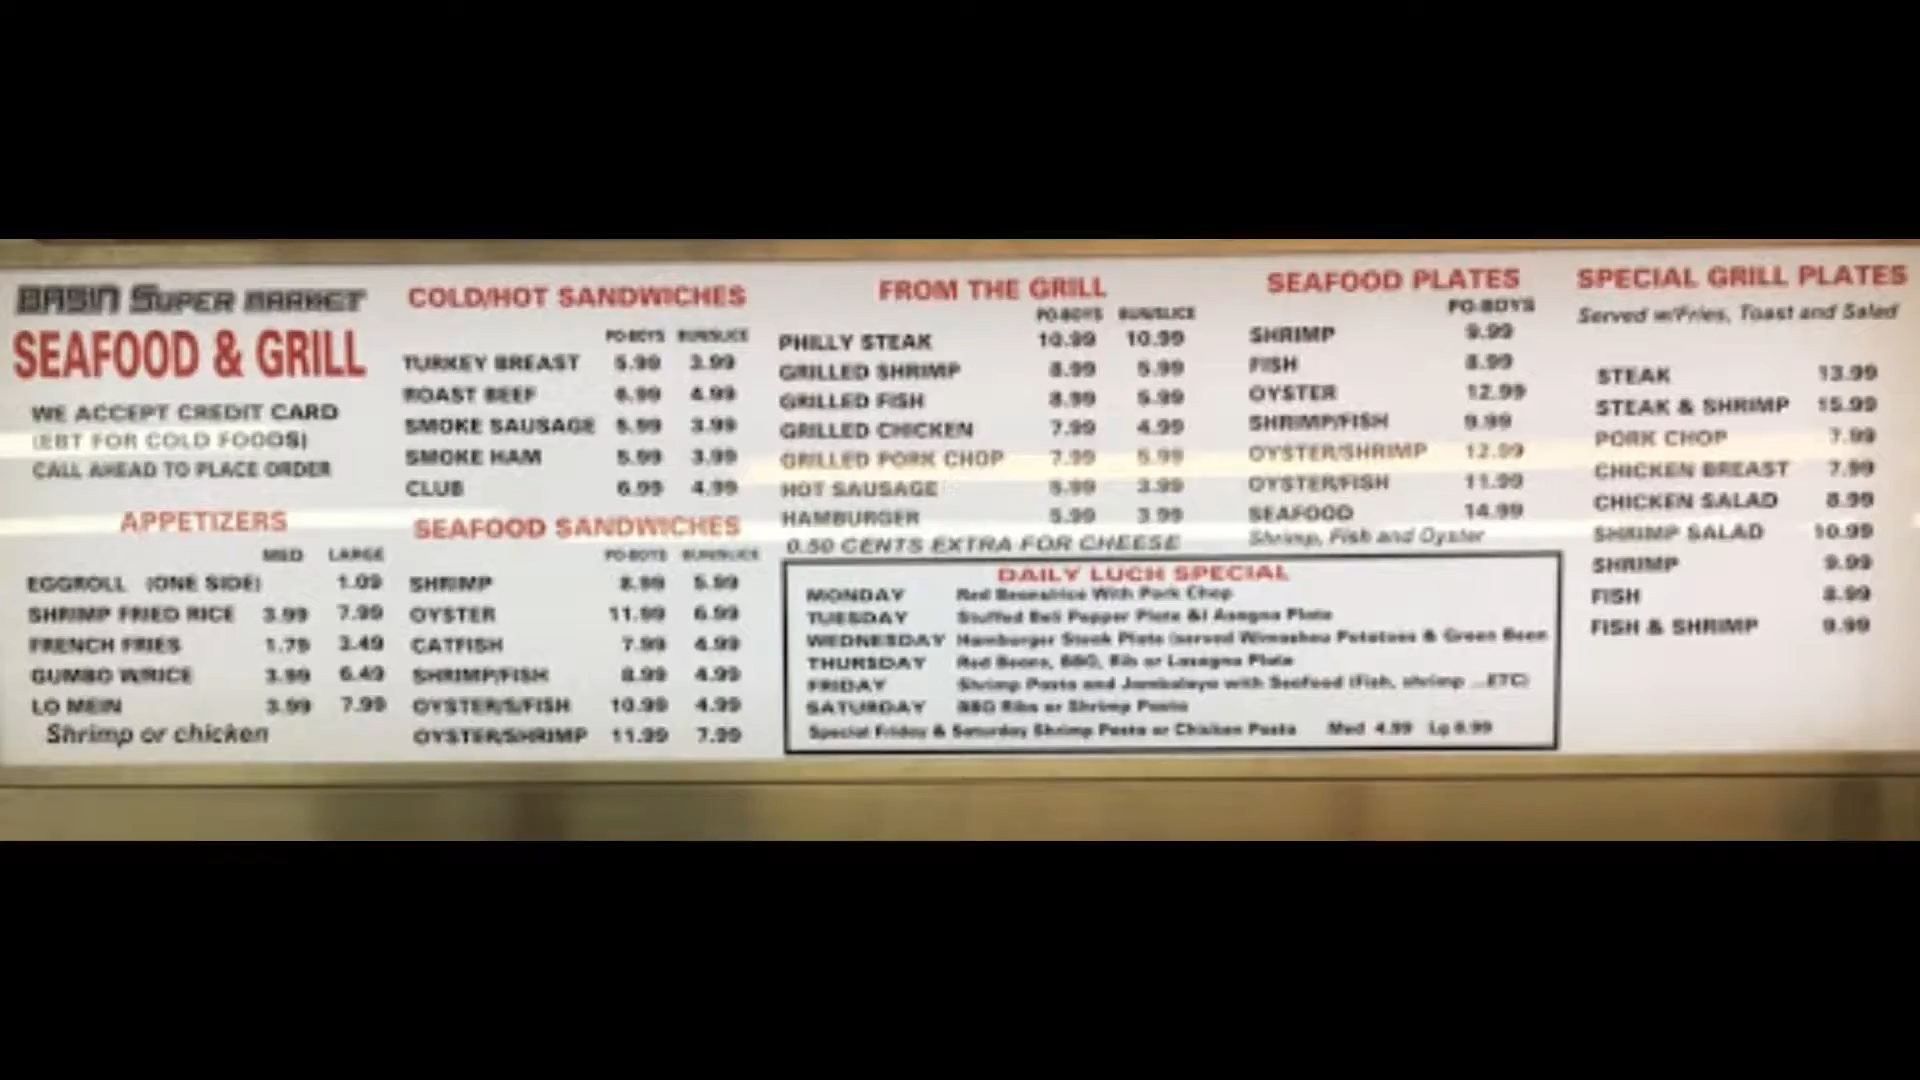 BASIN SUPER MARKET
SEAFOOD & GRILL
WE ACCEPT CREDIT CARD
(EBT FOR COLD FOODS)
CALL AHEAD TO PLACE ORDER
APPETIZERS
MED LARGE
EGGROLL (ONE SIDE) 1.09
SHRIMP FRIED RICE 3.99 7.99
FRENCH FRIES 1.79 3.49
GUMBO W/RICE 3.99 6.49
LO MEIN 3.99 7.99
Shrimp or chicken
COLD/HOT SANDWICHES
PO-BOYS BUN/SLICE
TURKEY BREAST 5.99 3.99
ROAST BEEF 6.99 4.99
SMOKE SAUSAGE 5.99 3.99
SMOKE HAM 5.99 3.99
CLUB 6.99 4.99
SEAFOOD SANDWICHES
PO-BOYS BUN/SLICE
SHRIMP 8.99 5.99
OYSTER 11.99 6.99
CATFISH 7.99 4.99
SHRIMP/FISH 8.99 4.99
OYSTER/S/FISH 10.99 4.99
OYSTER/SHRIMP 11.99 7.99
FROM THE GRILL
PO-BOYS BUN/SLICE
PHILLY STEAK 10.99 10.99
GRILLED SHRIMP 8.99 5.99
GRILLED FISH 8.99 5.99
GRILLED CHICKEN 7.99 4.99
GRILLED PORK CHOP 7.99 5.99
HOT SAUSAGE 5.99 3.99
HAMBURGER 5.99 3.99
0.50 CENTS EXTRA FOR CHEESE
SEAFOOD PLATES
PO-BOYS
SHRIMP 9.99
FISH 8.99
OYSTER 12.99
SHRIMP/FISH 9.99
OYSTER/SHRIMP 12.99
OYSTER/FISH 11.99
SEAFOOD 14.99
Shrimp, Fish and Oyster
DAILY LUCH SPECIAL
MONDAY Red Beans/rice With Pork Chop
TUESDAY Stuffed Bell Pepper Plate Plate
WEDNESDAY Hamburger Steak Plate (served Potatoes & Green Bean
THURSDAY Red Beans, BBQ, Rib or Lasagna Plate
FRIDAY Shrimp Pasta and Jambalaya with Seafood (Fish, shrimp ...ETC)
SATURDAY BBQ Ribs or Shrimp Pasta
Special Friday & Saturday Shrimp Pasta or Chicken Pasta Med 4.99 Lg
SPECIAL GRILL PLATES
Served w/Fries, Toast and Salad
STEAK 13.99
STEAK & SHRIMP 15.99
PORK CHOP 7.99
CHICKEN BREAST 7.99
CHICKEN SALAD 8.99
SHRIMP SALAD 10.99
SHRIMP 9.99
FISH 8.99
FISH & SHRIMP 9.99